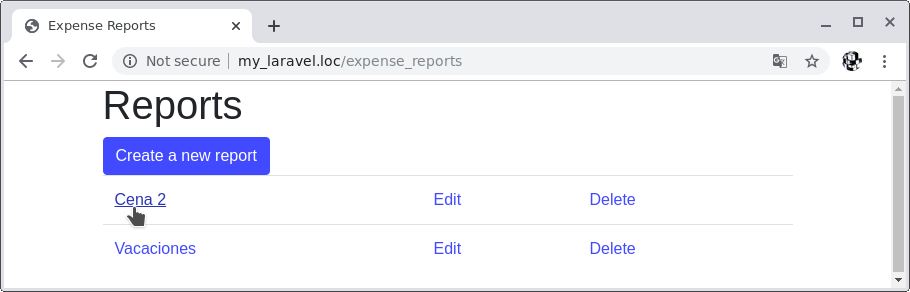 Expense Reports
Not secure my_laravel.loc/expense_reports
Reports
Create a new report
Cena 2 Edit Delete
Vacaciones Edit Delete